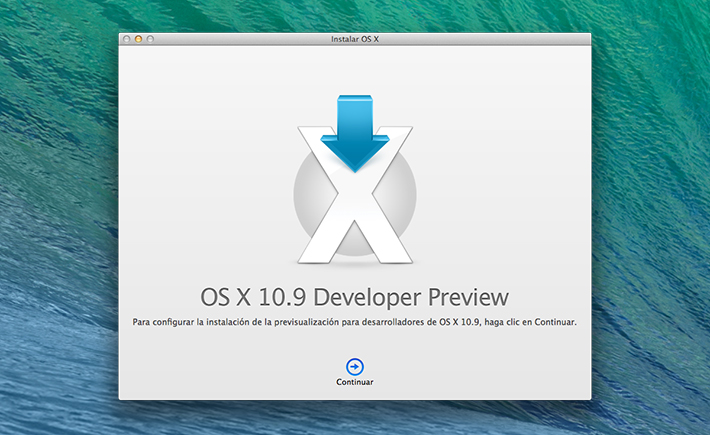 Instalar OS X
X
OS X 10.9 Developer Preview
Para configurar la instalación de la previsualización para desarrolladores de OS X 10.9, haga clic en Continuar.
Continuar